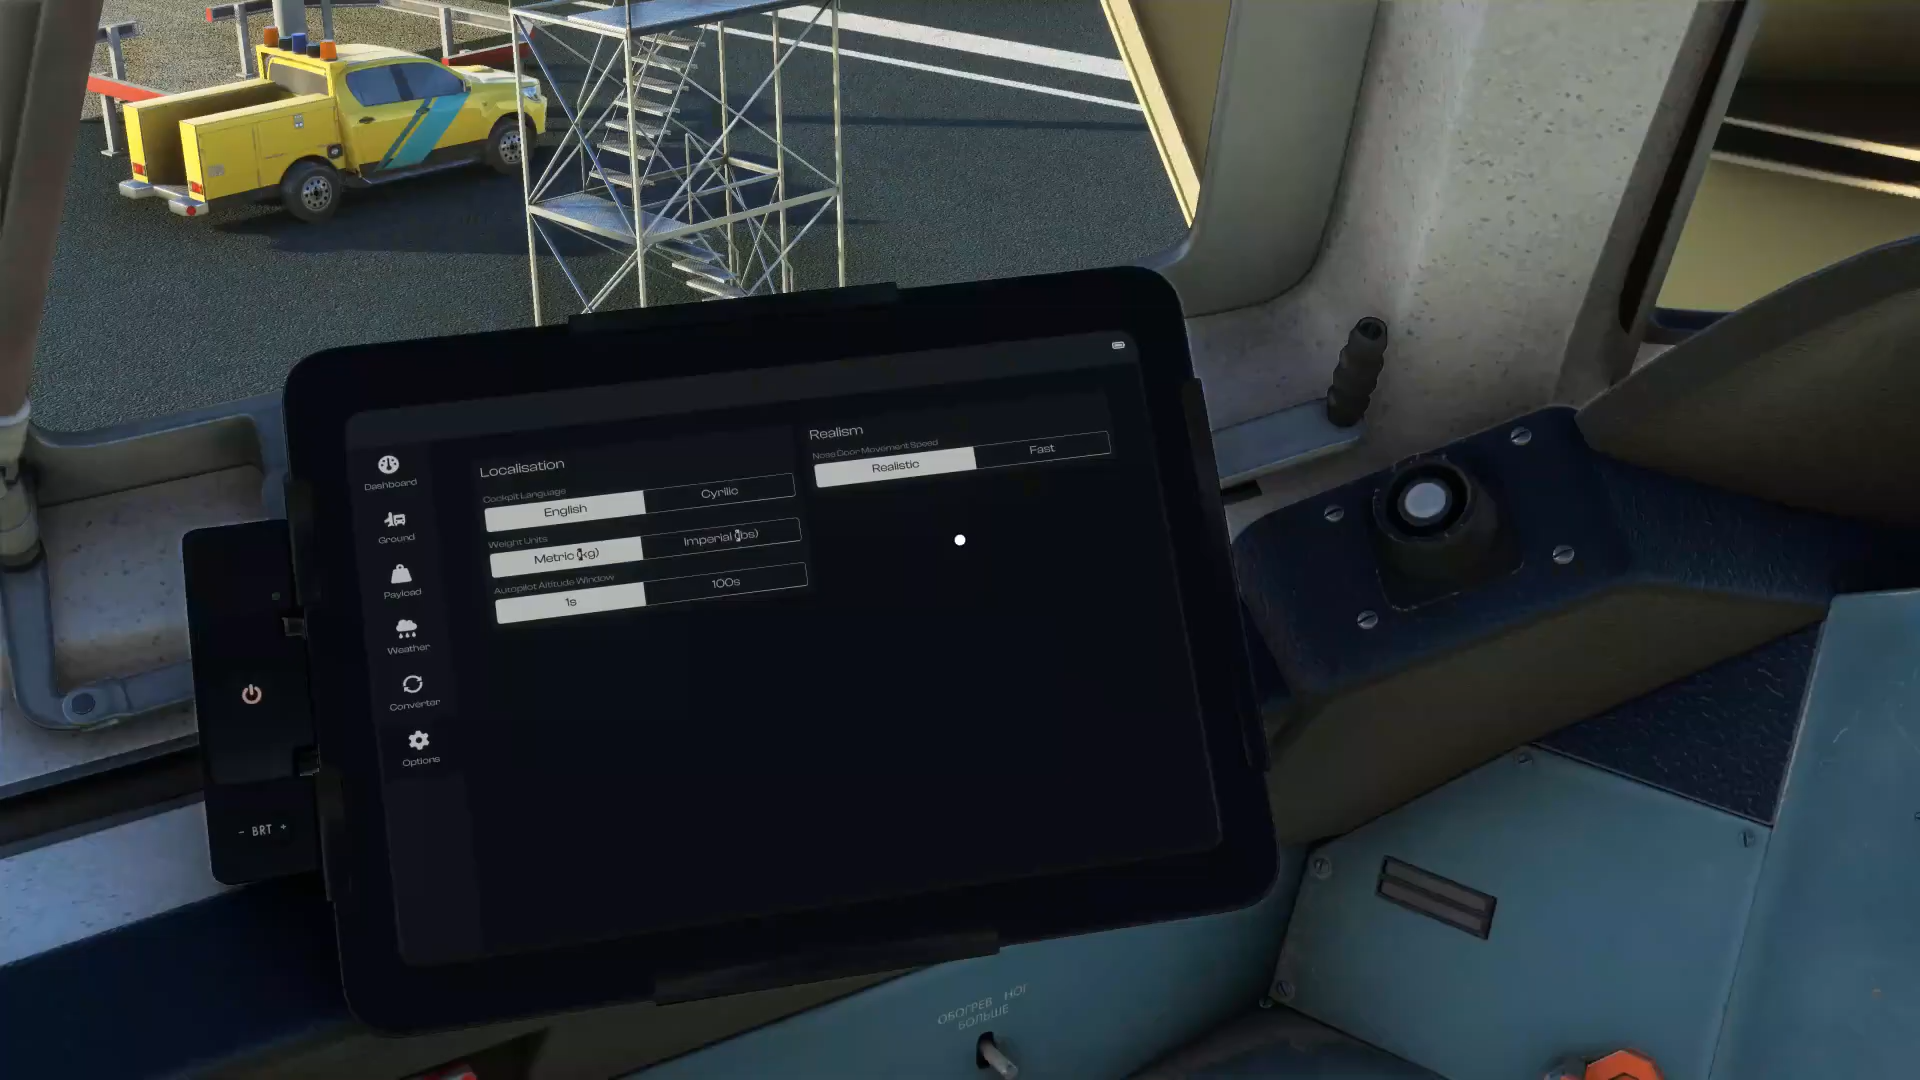 Dashboard
Ground
Payload
Weather
Converter
Options
Localisation
Cockpit Language
English
Cyrilic
Weight Units
Metric (kg)
Imperial (lbs)
Autopilot Altitude Window
1s
100s
Realism
Nose Door Movement Speed
Realistic
Fast
- BRT +
ОБОГРЕВ НОГ
БОЛЬШЕ